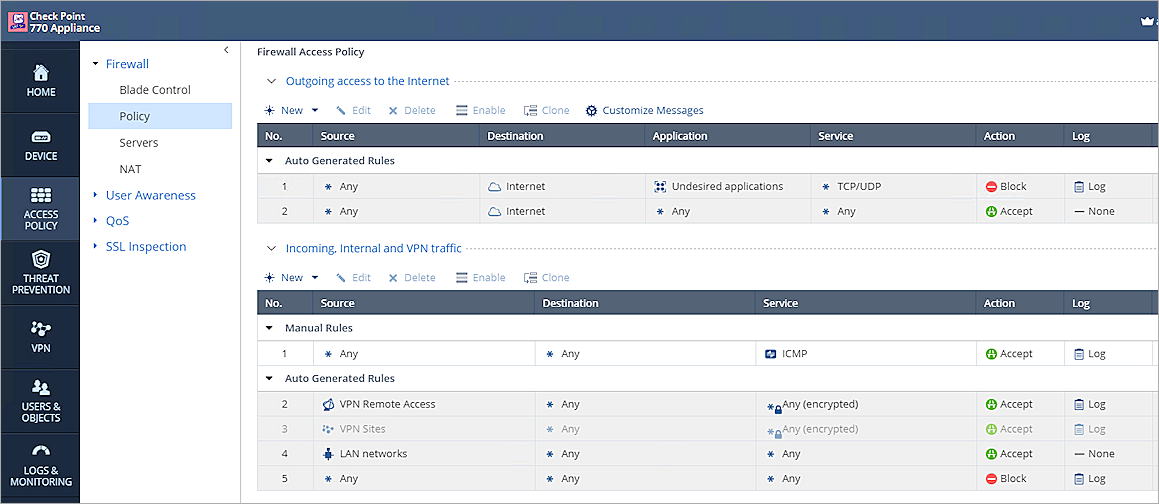 Check Point
770 Appliance
HOME
DEVICE
ACCESS
POLICY
THREAT
PREVENTION
VPN
USERS &
OBJECTS
LOGS &
MONITORING
Firewall
Blade Control
Policy
Servers
NAT
User Awareness
QoS
SSL Inspection
Firewall Access Policy
Outgoing access to the Internet
New Edit Delete Enable Clone Customize Messages
No. Source Destination Application Service Action Log
Auto Generated Rules
1 Any Internet Undesired applications TCP/UDP Block Log
2 Any Internet Any Any Accept None
Incoming, Internal and VPN traffic
New Edit Delete Enable Clone
No. Source Destination Service Action Log
Manual Rules
1 Any Any ICMP Accept Log
Auto Generated Rules
2 VPN Remote Access Any Any (encrypted) Accept Log
3 VPN Sites Any Any (encrypted) Accept Log
4 LAN networks Any Any Accept None
5 Any Any Any Block Log